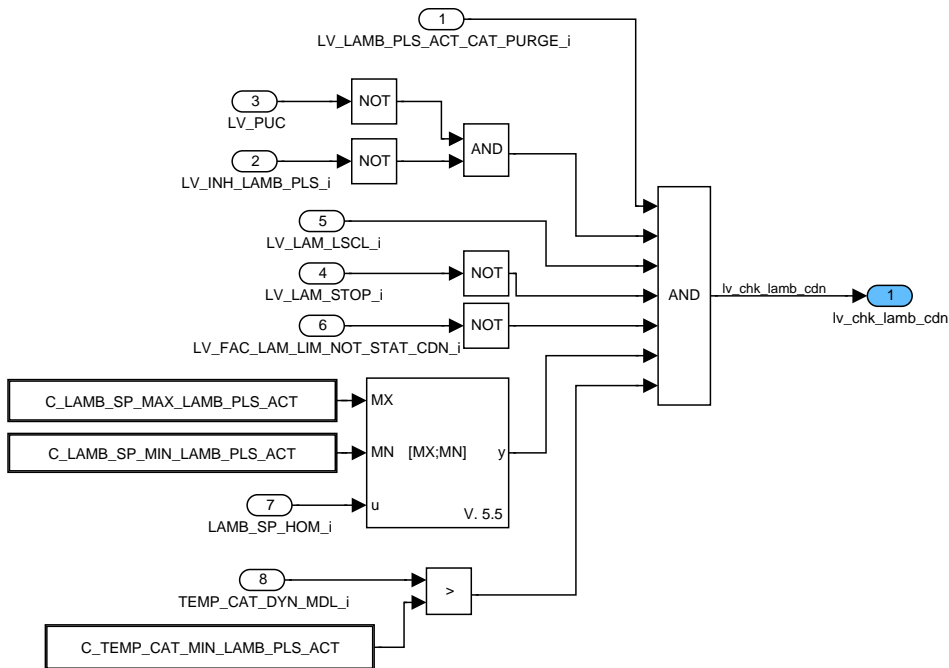 1
LV_LAMB_PLS_ACT_CAT_PURGE_i
3
LV_PUC
NOT
2
LV_INH_LAMB_PLS_i
NOT
AND
5
LV_LAM_LSCL_i
4
LV_LAM_STOP_i
NOT
6
LV_FAC_LAM_LIM_NOT_STAT_CDN_i
NOT
AND
lv_chk_lamb_cdn
1
lv_chk_lamb_cdn
C_LAMB_SP_MAX_LAMB_PLS_ACT
MX
C_LAMB_SP_MIN_LAMB_PLS_ACT
MN [MX;MN] y
7
LAMB_SP_HOM_i
u
V. 5.5
8
TEMP_CAT_DYN_MDL_i
>
C_TEMP_CAT_MIN_LAMB_PLS_ACT